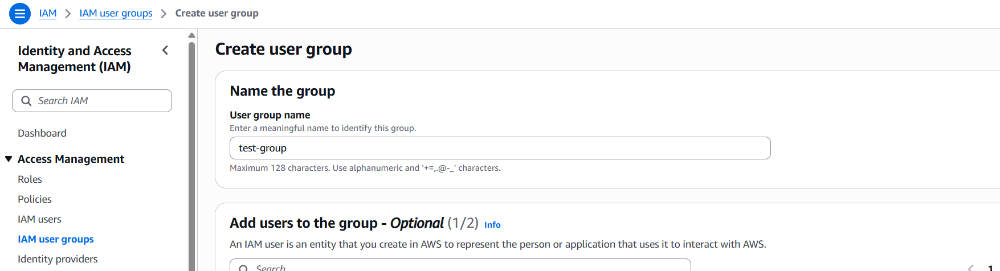 IAM > IAM user groups > Create user group
Identity and Access
Management (IAM)
Search IAM
Dashboard
Access Management
Roles
Policies
IAM users
IAM user groups
Identity providers
Create user group
Name the group
User group name
Enter a meaningful name to identify this group.
test-group
Maximum 128 characters. Use alphanumeric and '+=,.@-_' characters.
Add users to the group - Optional (1/2) Info
An IAM user is an entity that you create in AWS to represent the person or application that uses it to interact with AWS.
Search
1